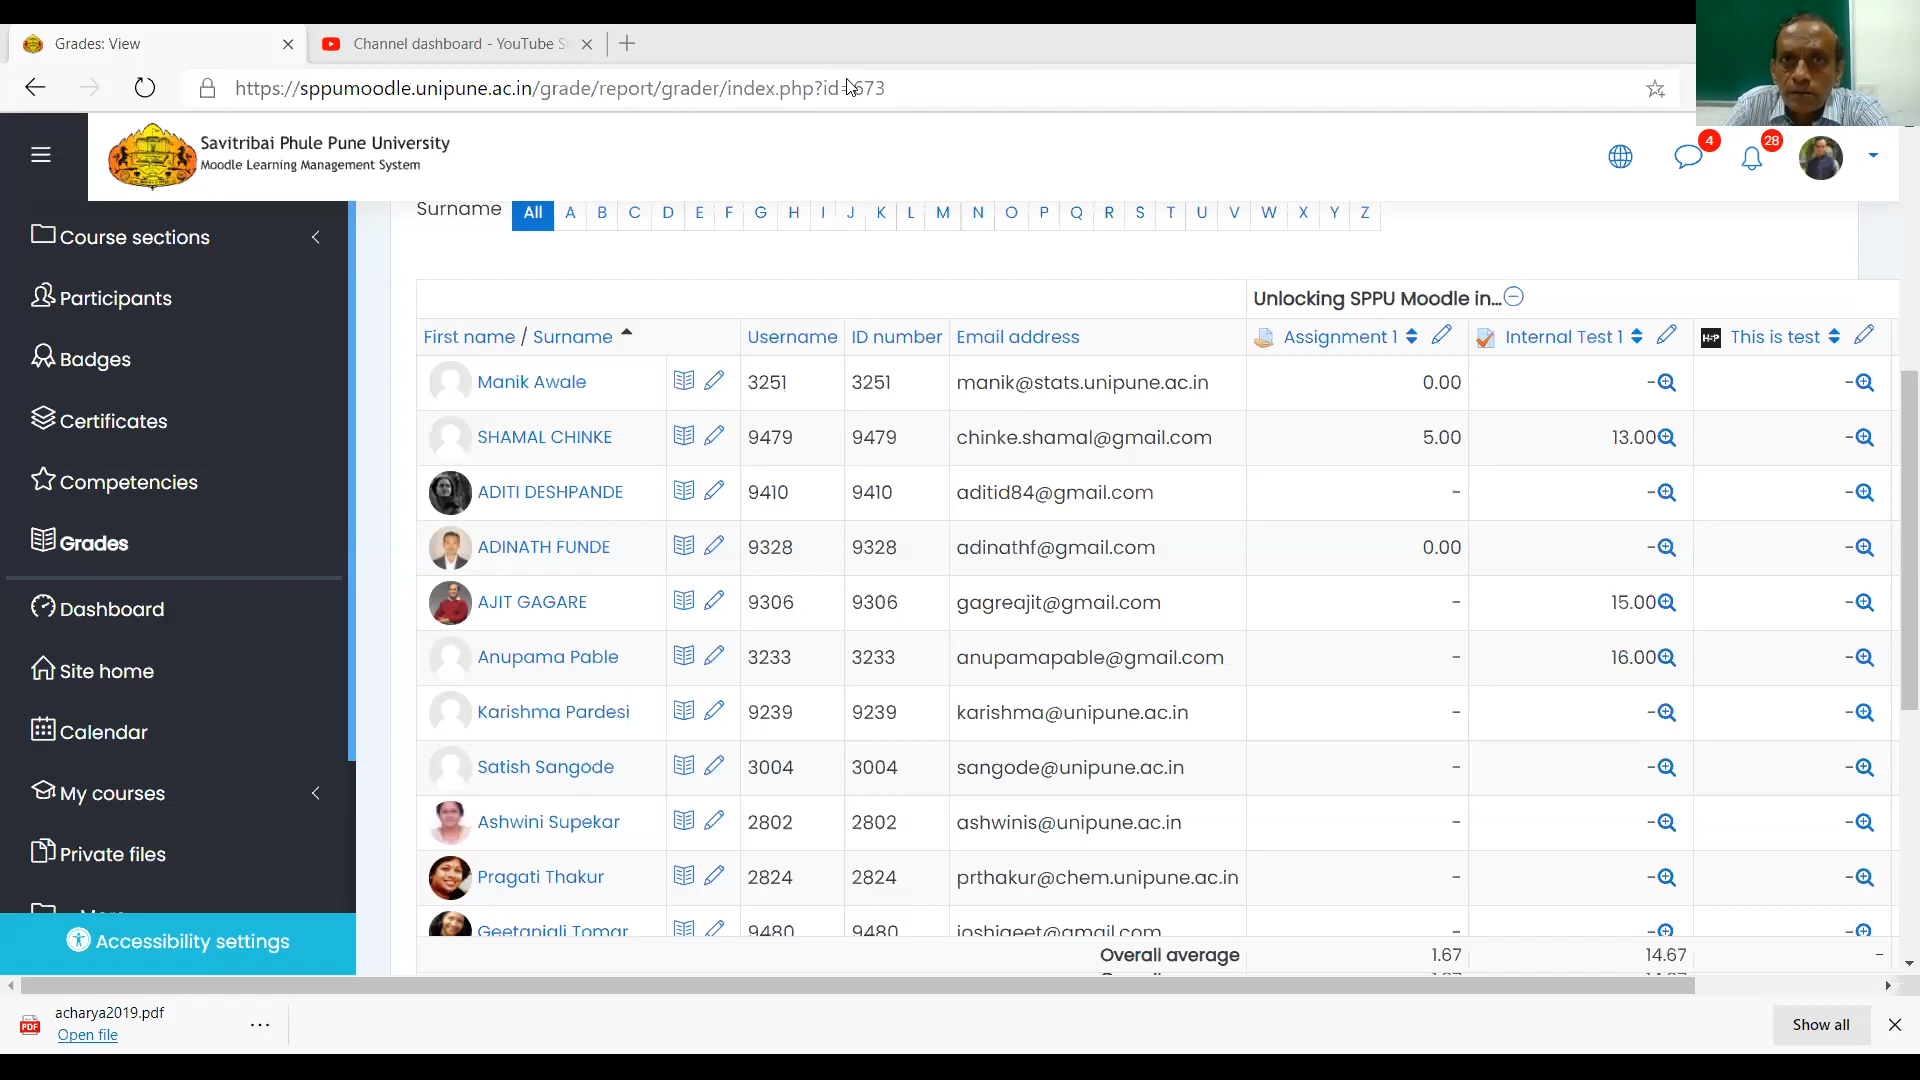 Grades: View
Channel dashboard - YouTube S
https://sppumoodle.unipune.ac.in/grade/report/grader/index.php?id= 673
Savitribai Phule Pune University
Moodle Learning Management System
4
28
Course sections
Participants
Badges
Certificates
Competencies
Grades
Dashboard
Site home
Calendar
My courses
Private files
Accessibility settings
Surname All A B C D E F G H I J K L M N O P Q R S T U V W X Y Z
Unlocking SPPU Moodle in...
First name / Surname Username ID number Email address Assignment 1 Internal Test 1 H-P This is test
Manik Awale 3251 3251 manik@stats.unipune.ac.in 0.00 - -
SHAMAL CHINKE 9479 9479 chinke.shamal@gmail.com 5.00 13.00 -
ADITI DESHPANDE 9410 9410 aditid84@gmail.com - - -
ADINATH FUNDE 9328 9328 adinathf@gmail.com 0.00 - -
AJIT GAGARE 9306 9306 gagreajit@gmail.com - 15.00 -
Anupama Pable 3233 3233 anupamapable@gmail.com - 16.00 -
Karishma Pardesi 9239 9239 karishma@unipune.ac.in - - -
Satish Sangode 3004 3004 sangode@unipune.ac.in - - -
Ashwini Supekar 2802 2802 ashwinis@unipune.ac.in - - -
Pragati Thakur 2824 2824 prthakur@chem.unipune.ac.in - - -
Geetanjali Tomar 9480 9480 joshigeet@gmail.com - - -
Overall average 1.67 14.67 -
acharya2019.pdf
Open file
PDF
Show all